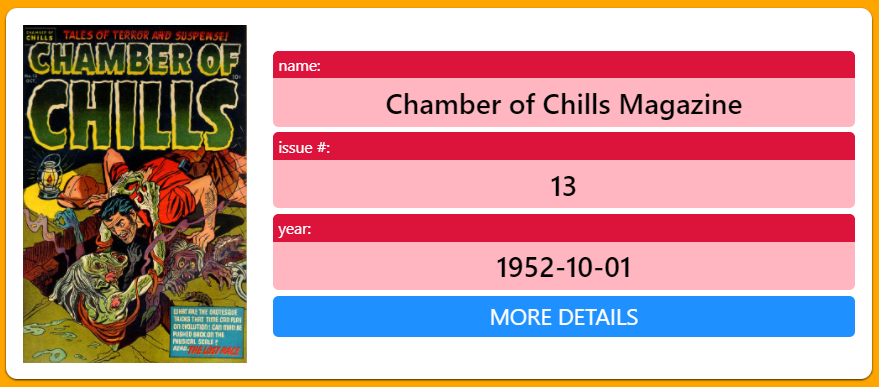 CHAMBER OF
CHILLS
TALES OF TERROR AND SUSPENSE!
CHAMBER OF
No. 13
OCT.
10¢
CHILLS
WHAT ARE THE GROTESQUE
TRICKS THAT TIME CAN PLAY
ON EVOLUTION! CAN MAN BE
PUSHED BACK ON THE
PHYSICAL SCALE?
READ... THE LOST RACE
name:
Chamber of Chills Magazine
issue #:
13
year:
1952-10-01
MORE DETAILS